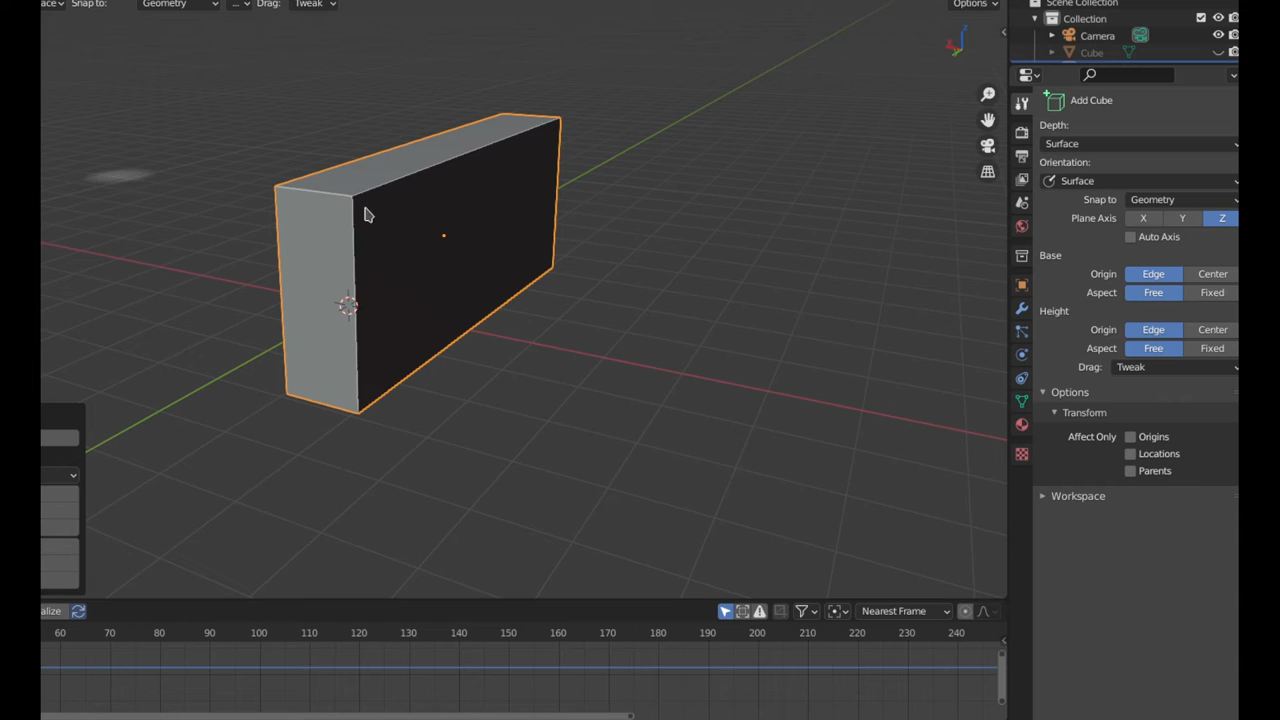 ace
Geometry
...
Drag:
Tweak
Options
Z
Scene Collection
Collection
Camera
Cube
Add Cube
Depth:
Surface
Orientation:
Surface
Snap to
Geometry
Plane Axis
X
Y
Z
Auto Axis
Base
Origin
Edge
Center
Aspect
Free
Fixed
Height
Origin
Edge
Center
Aspect
Free
Fixed
Drag:
Tweak
Options
Transform
Affect Only
Origins
Locations
Parents
Workspace
alize
Nearest Frame
60 70 80 90 100 110 120 130 140 150 160 170 180 190 200 210 220 230 240